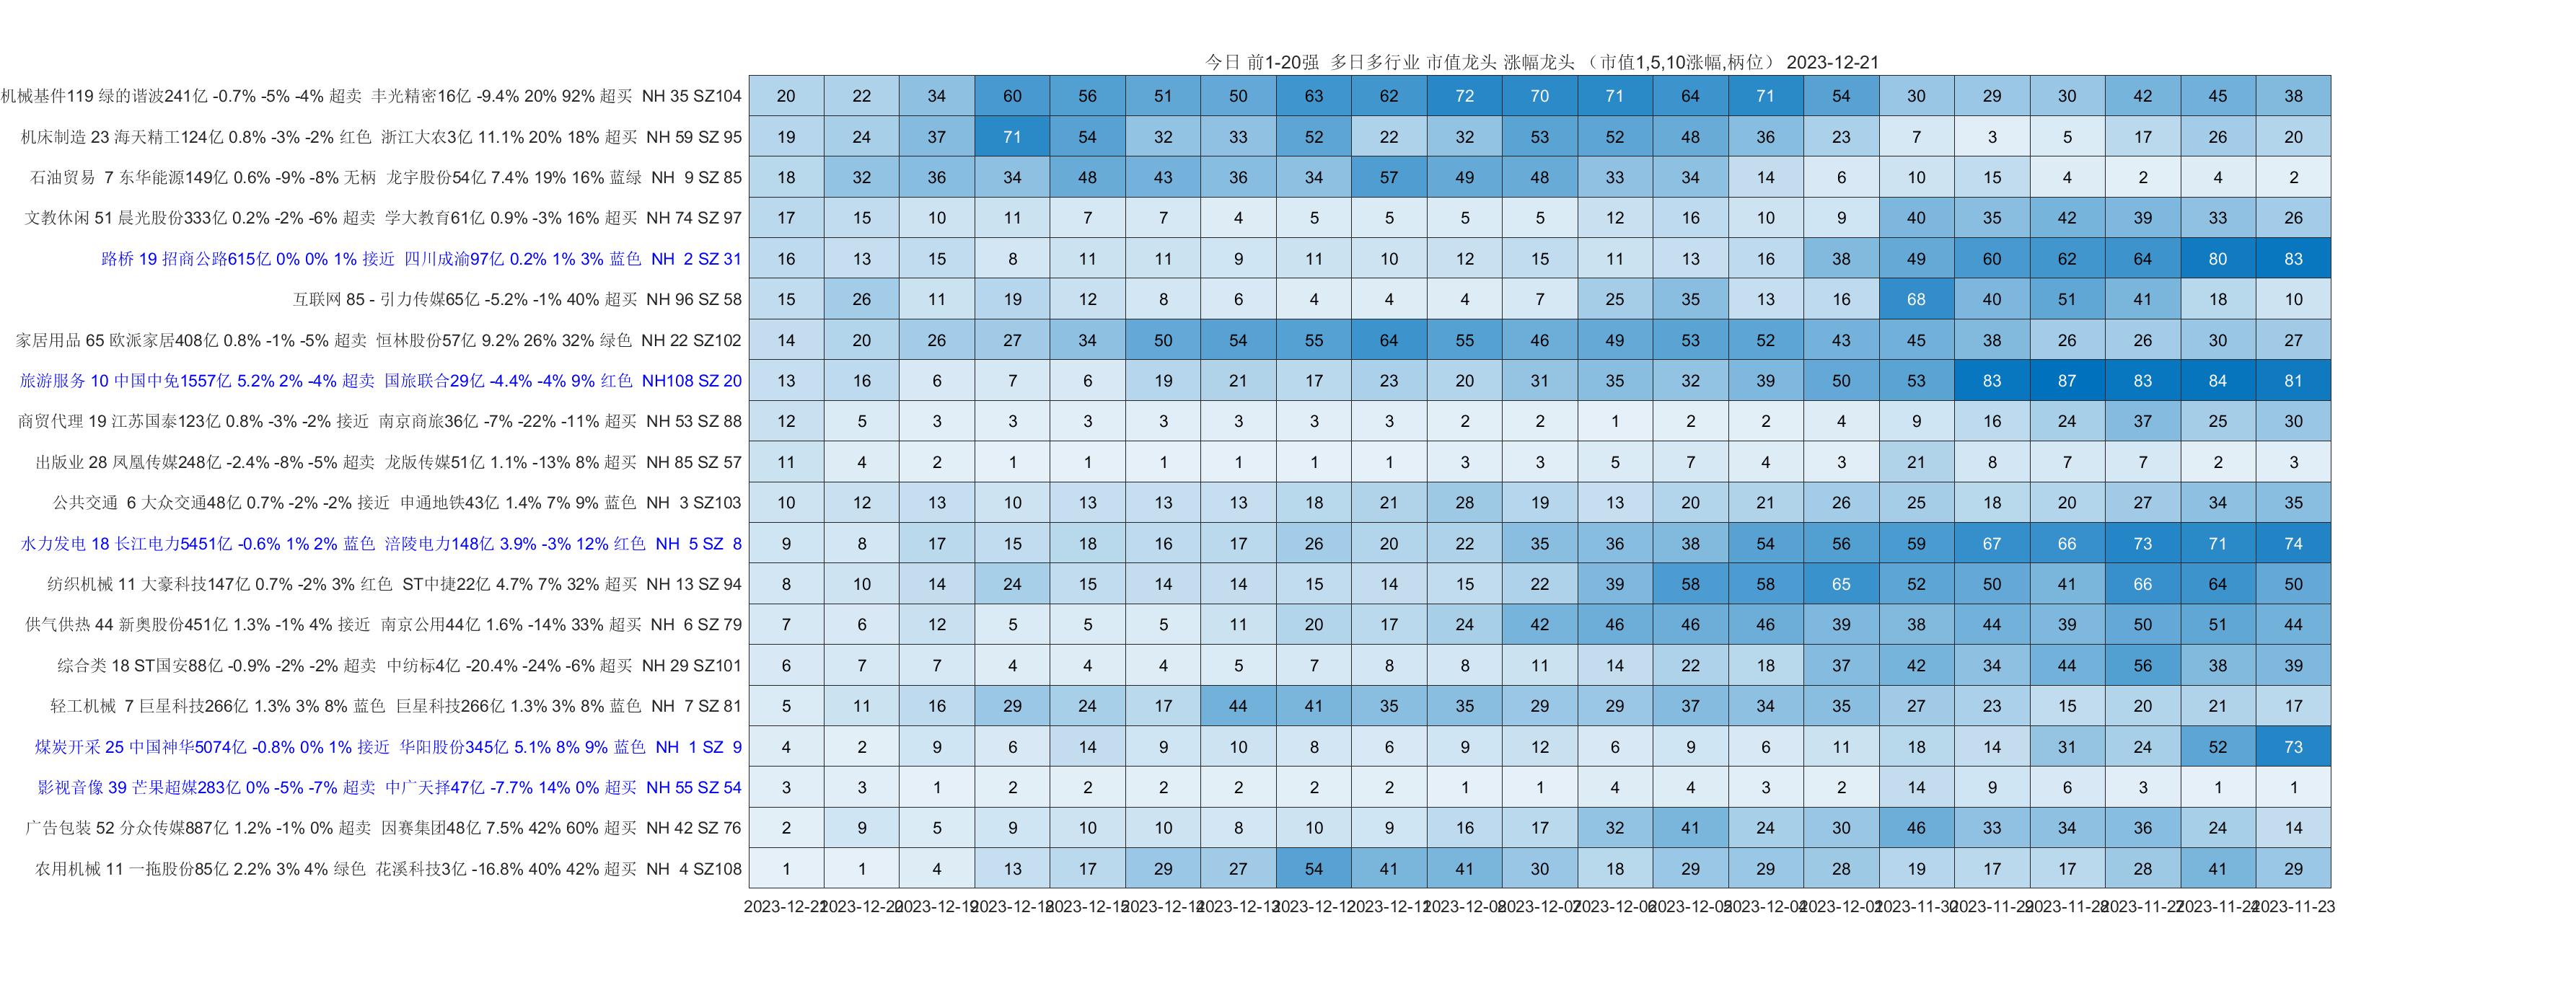 今日 前1-20强 多日多行业 市值龙头 涨幅龙头 （市值1,5,10涨幅,柄位） 2023-12-21
机械基件119 绿的谐波241亿 -0.7% -5% -4% 超卖 丰光精密16亿 -9.4% 20% 92% 超买 NH 35 SZ104 20 22 34 60 56 51 50 63 62 72 70 71 64 71 54 30 29 30 42 45 38
机床制造 23 海天精工124亿 0.8% -3% -2% 红色 浙江大农3亿 11.1% 20% 18% 超买 NH 59 SZ 95 19 24 37 71 54 32 33 52 22 32 53 52 48 36 23 7 3 5 17 26 20
石油贸易 7 东华能源149亿 0.6% -9% -8% 无柄 龙宇股份54亿 7.4% 19% 16% 蓝绿 NH 9 SZ 85 18 32 36 34 48 43 36 34 57 49 48 33 34 14 6 10 15 4 2 4 2
文教休闲 51 晨光股份333亿 0.2% -2% -6% 超卖 学大教育61亿 0.9% -3% 16% 超买 NH 74 SZ 97 17 15 10 11 7 7 4 5 5 5 5 12 16 10 9 40 35 42 39 33 26
路桥 19 招商公路615亿 0% 0% 1% 接近 四川成渝97亿 0.2% 1% 3% 蓝色 NH 2 SZ 31 16 13 15 8 11 11 9 11 10 12 15 11 13 16 38 49 60 62 64 80 83
互联网 85 - 引力传媒65亿 -5.2% -1% 40% 超买 NH 96 SZ 58 15 26 11 19 12 8 6 4 4 4 7 25 35 13 16 68 40 51 41 18 10
家居用品 65 欧派家居408亿 0.8% -1% -5% 超卖 恒林股份57亿 9.2% 26% 32% 绿色 NH 22 SZ102 14 20 26 27 34 50 54 55 64 55 46 49 53 52 43 45 38 26 26 30 27
旅游服务 10 中国中免1557亿 5.2% 2% -4% 超卖 国旅联合29亿 -4.4% -4% 9% 红色 NH108 SZ 20 13 16 6 7 6 19 21 17 23 20 31 35 32 39 50 53 83 87 83 84 81
商贸代理 19 江苏国泰123亿 0.8% -3% -2% 接近 南京商旅36亿 -7% -22% -11% 超买 NH 53 SZ 88 12 5 3 3 3 3 3 3 3 2 2 1 2 2 4 9 16 24 37 25 30
出版业 28 凤凰传媒248亿 -2.4% -8% -5% 超卖 龙版传媒51亿 1.1% -13% 8% 超买 NH 85 SZ 57 11 4 2 1 1 1 1 1 1 3 3 5 7 4 3 21 8 7 7 2 3
公共交通 6 大众交通48亿 0.7% -2% -2% 接近 申通地铁43亿 1.4% 7% 9% 蓝色 NH 3 SZ103 10 12 13 10 13 13 13 18 21 28 19 13 20 21 26 25 18 20 27 34 35
水力发电 18 长江电力5451亿 -0.6% 1% 2% 蓝色 涪陵电力148亿 3.9% -3% 12% 红色 NH 5 SZ 8 9 8 17 15 18 16 17 26 20 22 35 36 38 54 56 59 67 66 73 71 74
纺织机械 11 大豪科技147亿 0.7% -2% 3% 红色 ST中捷22亿 4.7% 7% 32% 超买 NH 13 SZ 94 8 10 14 24 15 14 14 15 14 15 22 39 58 58 65 52 50 41 66 64 50
供气供热 44 新奥股份451亿 1.3% -1% 4% 接近 南京公用44亿 1.6% -14% 33% 超买 NH 6 SZ 79 7 6 12 5 5 5 11 20 17 24 42 46 46 46 39 38 44 39 50 51 44
综合类 18 ST国安88亿 -0.9% -2% -2% 超卖 中纺标4亿 -20.4% -24% -6% 超买 NH 29 SZ101 6 7 7 4 4 4 5 7 8 8 11 14 22 18 37 42 34 44 56 38 39
轻工机械 7 巨星科技266亿 1.3% 3% 8% 蓝色 巨星科技266亿 1.3% 3% 8% 蓝色 NH 7 SZ 81 5 11 16 29 24 17 44 41 35 35 29 29 37 34 35 27 23 15 20 21 17
煤炭开采 25 中国神华5074亿 -0.8% 0% 1% 接近 华阳股份345亿 5.1% 8% 9% 蓝色 NH 1 SZ 9 4 2 9 6 14 9 10 8 6 9 12 6 9 6 11 18 14 31 24 52 73
影视音像 39 芒果超媒283亿 0% -5% -7% 超卖 中广天择47亿 -7.7% 14% 0% 超买 NH 55 SZ 54 3 3 1 2 2 2 2 2 2 1 1 4 4 3 2 14 9 6 3 1 1
广告包装 52 分众传媒887亿 1.2% -1% 0% 超卖 因赛集团48亿 7.5% 42% 60% 超买 NH 42 SZ 76 2 9 5 9 10 10 8 10 9 16 17 32 41 24 30 46 33 34 36 24 14
农用机械 11 一拖股份85亿 2.2% 3% 4% 绿色 花溪科技3亿 -16.8% 40% 42% 超买 NH 4 SZ108 1 1 4 13 17 29 27 54 41 41 30 18 29 29 28 19 17 17 28 41 29
2023-12-21 2023-12-20 2023-12-19 2023-12-18 2023-12-15 2023-12-14 2023-12-13 2023-12-12 2023-12-11 2023-12-08 2023-12-07 2023-12-06 2023-12-05 2023-12-04 2023-12-01 2023-11-30 2023-11-29 2023-11-28 2023-11-27 2023-11-24 2023-11-23